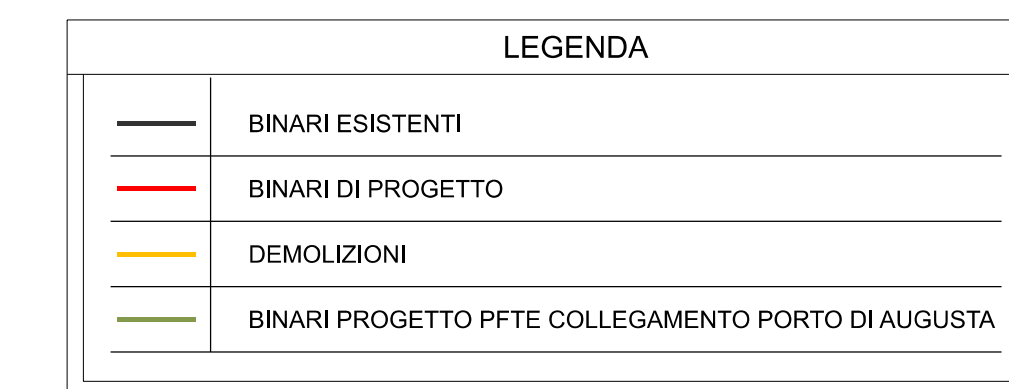 LEGENDA
BINARI ESISTENTI
BINARI DI PROGETTO
DEMOLIZIONI
BINARI PROGETTO PFTE COLLEGAMENTO PORTO DI AUGUSTA